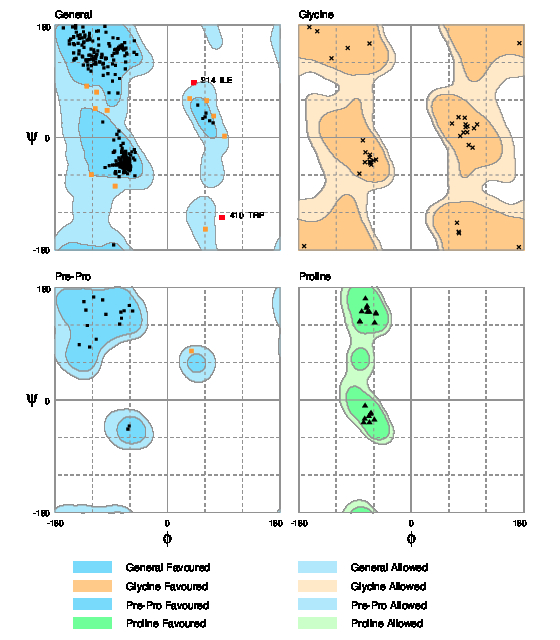 General
Glycine
180
214 ILE
ψ 0
410 TRP
-180
Pre-Pro
Proline
180
ψ 0
-180
-180 0 180
-180 0 180
ϕ ϕ
General Favoured General Allowed
Glycine Favoured Glycine Allowed
Pre-Pro Favoured Pre-Pro Allowed
Proline Favoured Proline Allowed